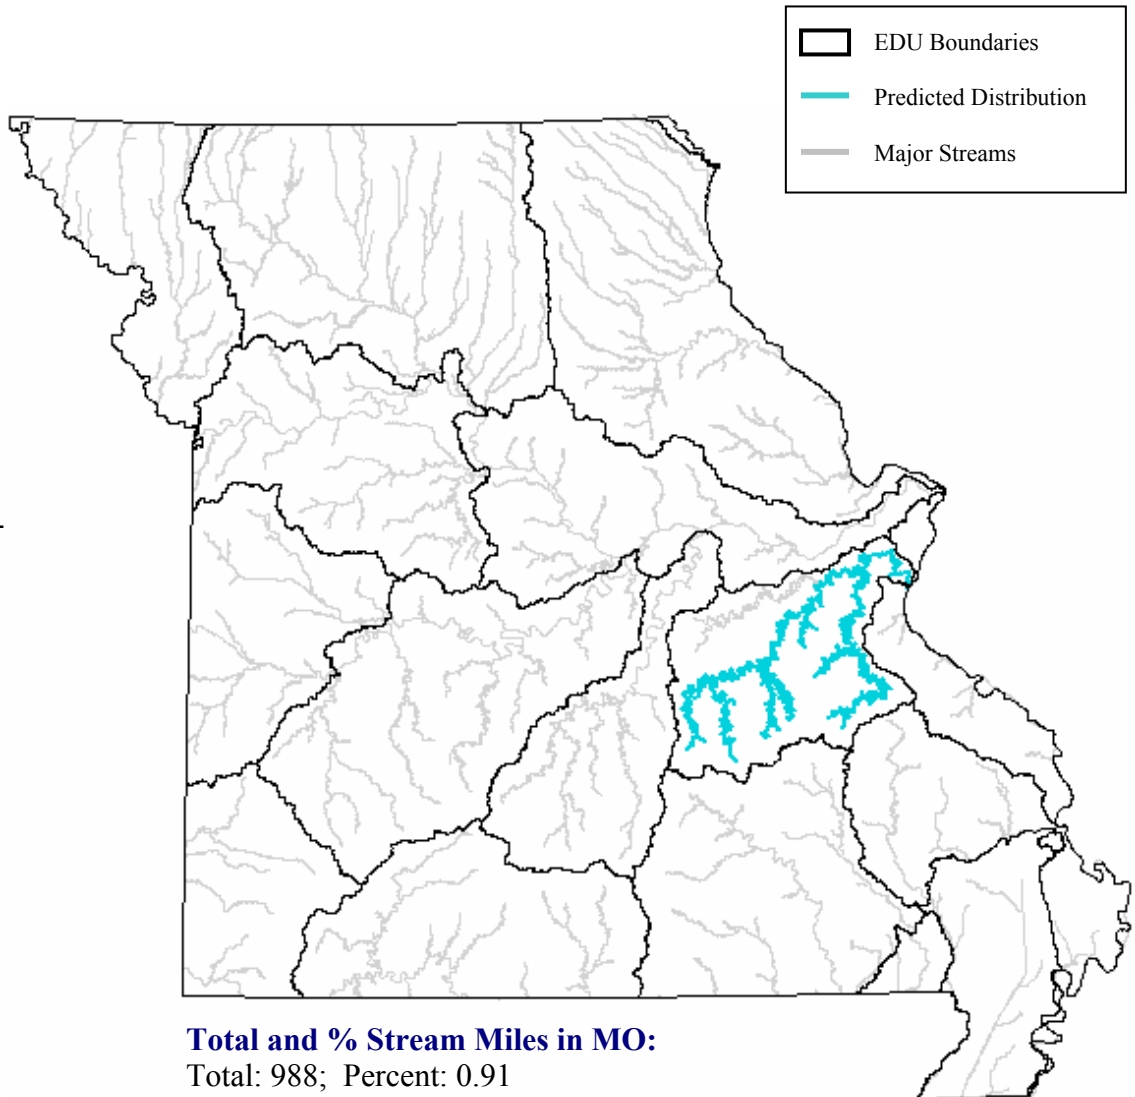 EDU Boundaries
Predicted Distribution
Major Streams
Total and % Stream Miles in MO:
Total: 988; Percent: 0.91